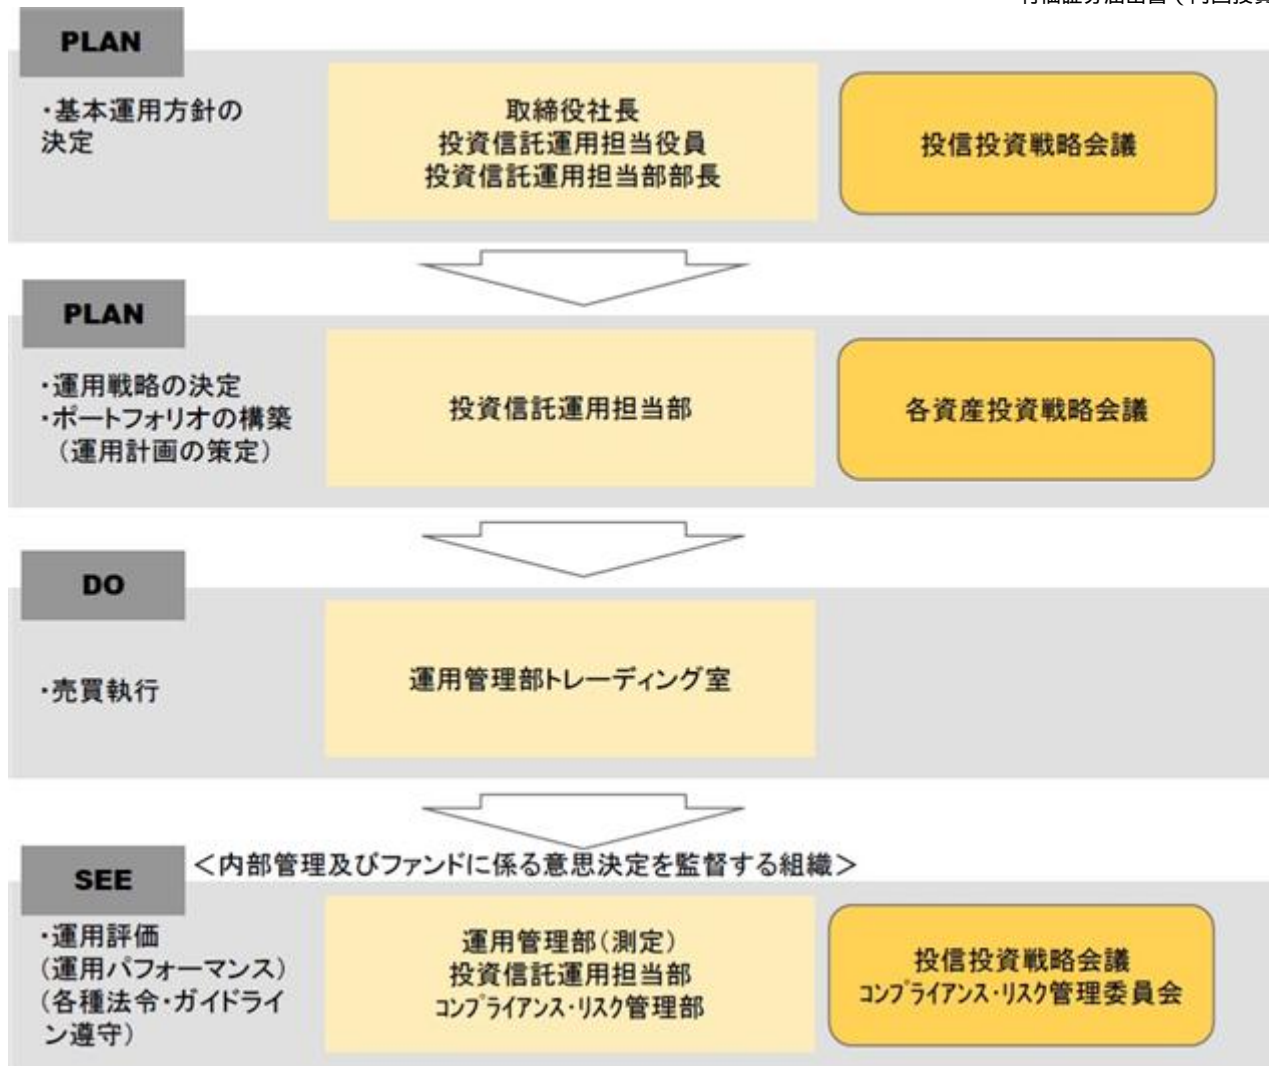 PLAN
・基本運用方針の
決定
取締役社長
投資信託運用担当役員
投資信託運用担当部部長
投信投資戦略会議
PLAN
・運用戦略の決定
・ポートフォリオの構築
（運用計画の策定）
投資信託運用担当部
各資産投資戦略会議
DO
・売買執行
運用管理部トレーディング室
SEE
＜内部管理及びファンドに係る意思決定を監督する組織＞
・運用評価
（運用パフォーマンス）
（各種法令・ガイドライ
ン遵守）
運用管理部（測定）
投資信託運用担当部
ｺﾝﾌﾟﾗｲｱﾝｽ・ﾘｽｸ管理部
投信投資戦略会議
ｺﾝﾌﾟﾗｲｱﾝｽ・ﾘｽｸ管理委員会